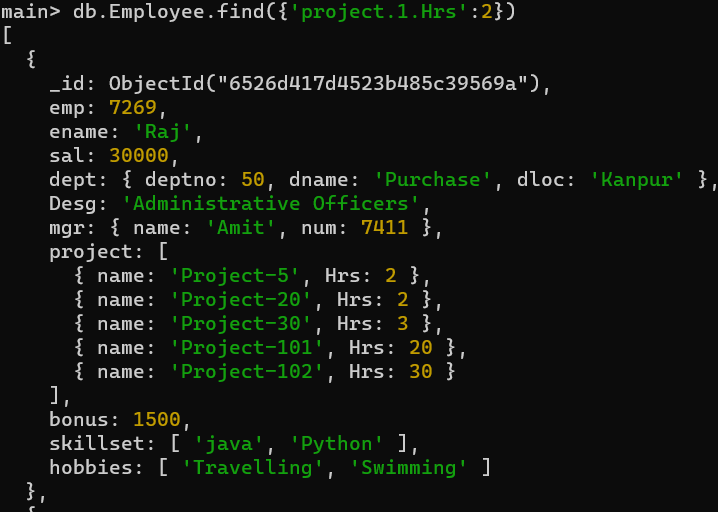 main> db.Employee.find({'project.1.Hrs':2})
[
  {
    _id: ObjectId("6526d417d4523b485c39569a"),
    emp: 7269,
    ename: 'Raj',
    sal: 30000,
    dept: { deptno: 50, dname: 'Purchase', dloc: 'Kanpur' },
    Desg: 'Administrative Officers',
    mgr: { name: 'Amit', num: 7411 },
    project: [
      { name: 'Project-5', Hrs: 2 },
      { name: 'Project-20', Hrs: 2 },
      { name: 'Project-30', Hrs: 3 },
      { name: 'Project-101', Hrs: 20 },
      { name: 'Project-102', Hrs: 30 }
    ],
    bonus: 1500,
    skillset: [ 'java', 'Python' ],
    hobbies: [ 'Travelling', 'Swimming' ]
  },
  {